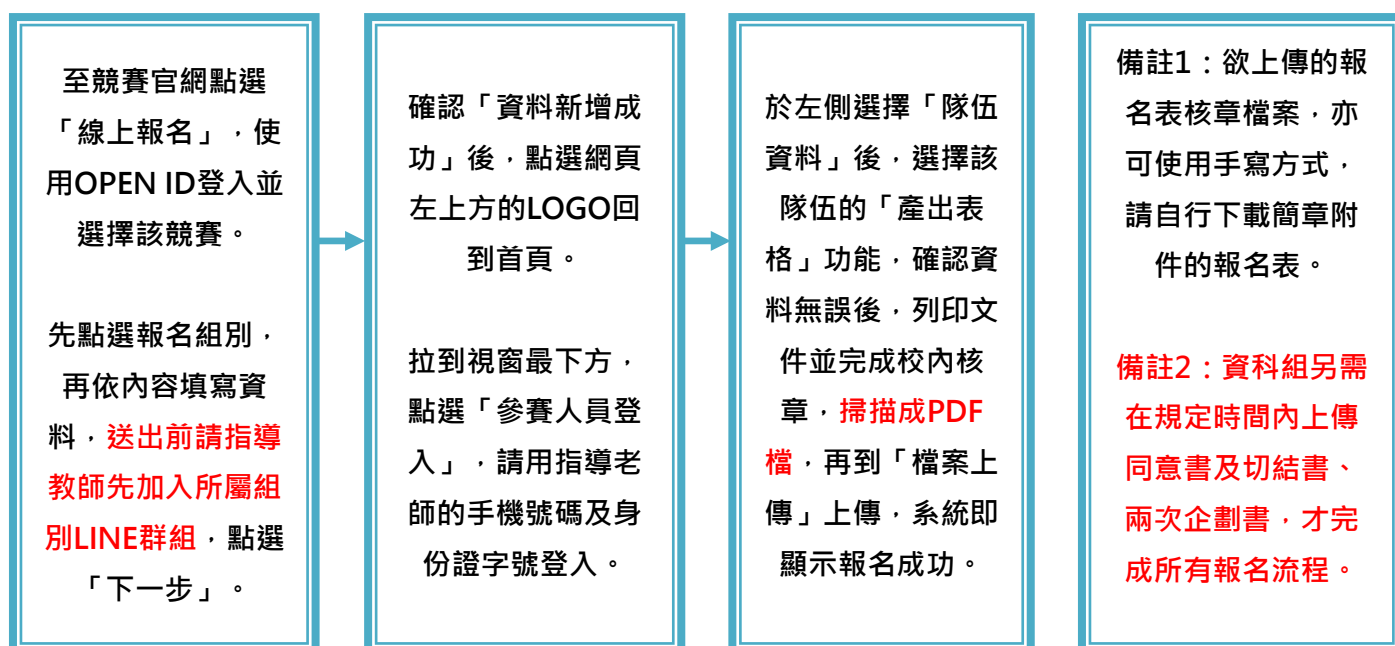 至競賽官網點選
「線上報名」，使
用OPEN ID登入並
選擇該競賽。
先點選報名組別，
再依內容填寫資
料，送出前請指導
教師先加入所屬組
別LINE群組，點選
「下一步」。
確認「資料新增成
功」後，點選網頁
左上方的LOGO回
到首頁。
拉到視窗最下方，
點選「參賽人員登
入」，請用指導老
師的手機號碼及身
份證字號登入。
於左側選擇「隊伍
資料」後，選擇該
隊伍的「產出表
格」功能，確認資
料無誤後，列印文
件並完成校內核
章，掃描成PDF
檔，再到「檔案上
傳」上傳，系統即
顯示報名成功。
備註1：欲上傳的報
名表核章檔案，亦
可使用手寫方式，
請自行下載簡章附
件的報名表。
備註2：資科組另需
在規定時間內上傳
同意書及切結書、
兩次企劃書，才完
成所有報名流程。